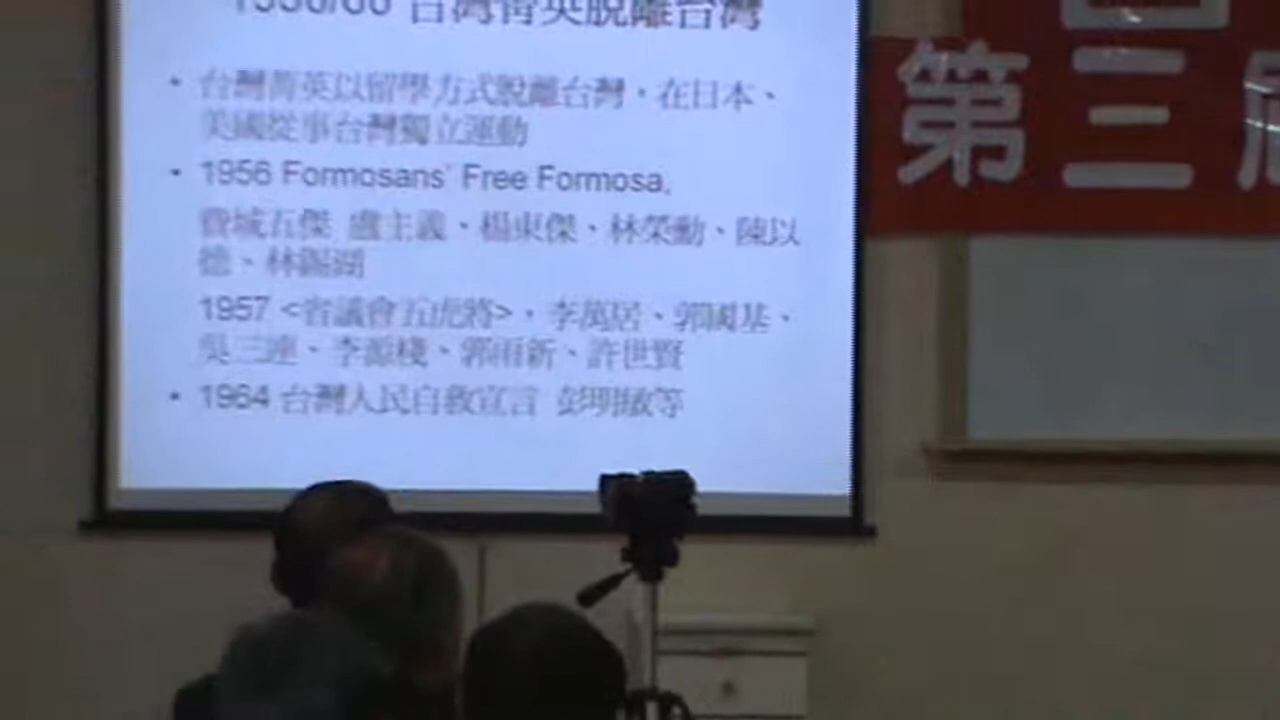 台灣菁英脫離台灣
• 台灣菁英以留學方式脫離台灣，在日本、
美國從事台灣獨立運動
• 1956 Formosans' Free Formosa,
費城五傑 盧主義、楊東傑、林榮勳、陳以
德、林錫湖
1957 <省議會五虎將>，李萬居、郭國基、
吳三連、李源棧、郭雨新、許世賢
• 1964 台灣人民自救宣言 彭明敏等
第三屆